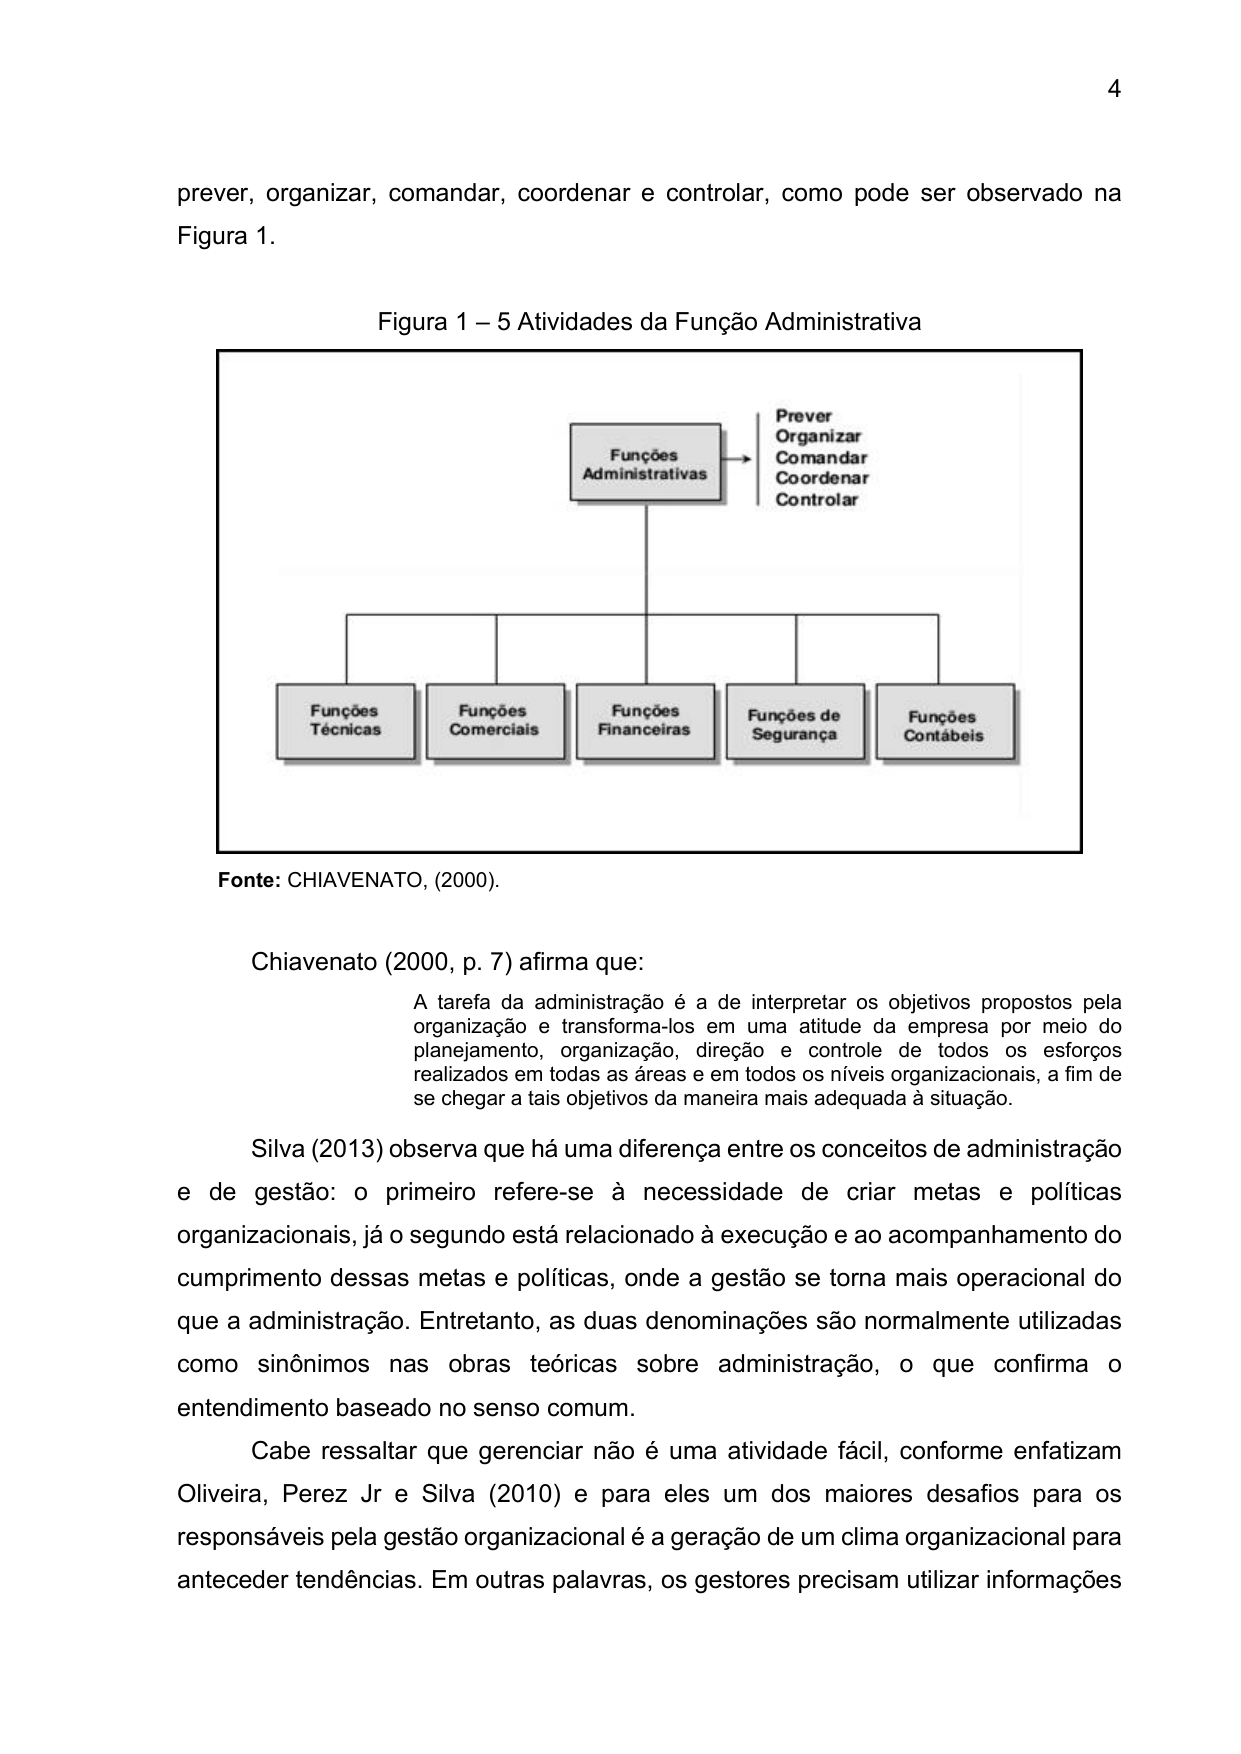 4
prever, organizar, comandar, coordenar e controlar, como pode ser observado na
Figura 1.
Figura 1 – 5 Atividades da Função Administrativa
Funções
Administrativas
Prever
Organizar
Comandar
Coordenar
Controlar
Funções
Técnicas
Funções
Comerciais
Funções
Financeiras
Funções de
Segurança
Funções
Contábeis
Fonte: CHIAVENATO, (2000).
Chiavenato (2000, p. 7) afirma que:
A tarefa da administração é a de interpretar os objetivos propostos pela
organização e transforma-los em uma atitude da empresa por meio do
planejamento, organização, direção e controle de todos os esforços
realizados em todas as áreas e em todos os níveis organizacionais, a fim de
se chegar a tais objetivos da maneira mais adequada à situação.
Silva (2013) observa que há uma diferença entre os conceitos de administração
e de gestão: o primeiro refere-se à necessidade de criar metas e políticas
organizacionais, já o segundo está relacionado à execução e ao acompanhamento do
cumprimento dessas metas e políticas, onde a gestão se torna mais operacional do
que a administração. Entretanto, as duas denominações são normalmente utilizadas
como sinônimos nas obras teóricas sobre administração, o que confirma o
entendimento baseado no senso comum.
Cabe ressaltar que gerenciar não é uma atividade fácil, conforme enfatizam
Oliveira, Perez Jr e Silva (2010) e para eles um dos maiores desafios para os
responsáveis pela gestão organizacional é a geração de um clima organizacional para
anteceder tendências. Em outras palavras, os gestores precisam utilizar informações